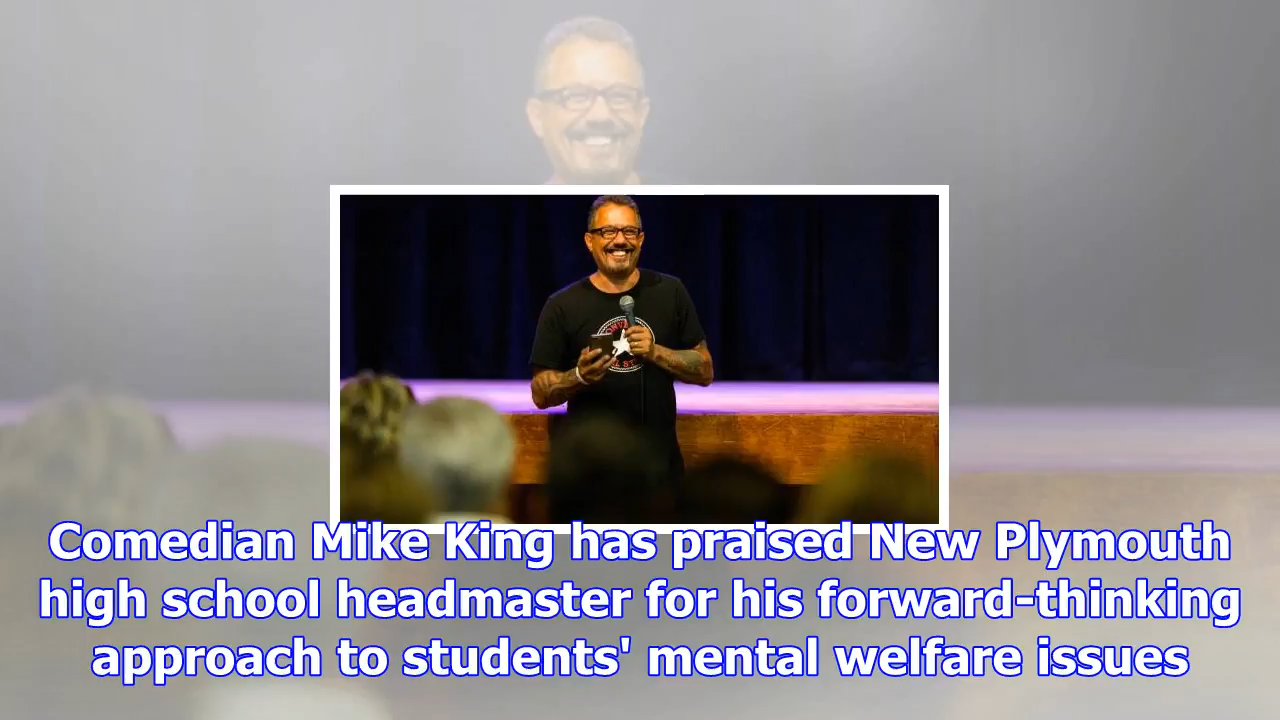 Comedian Mike King has praised New Plymouth
high school headmaster for his forward-thinking
approach to students' mental welfare issues